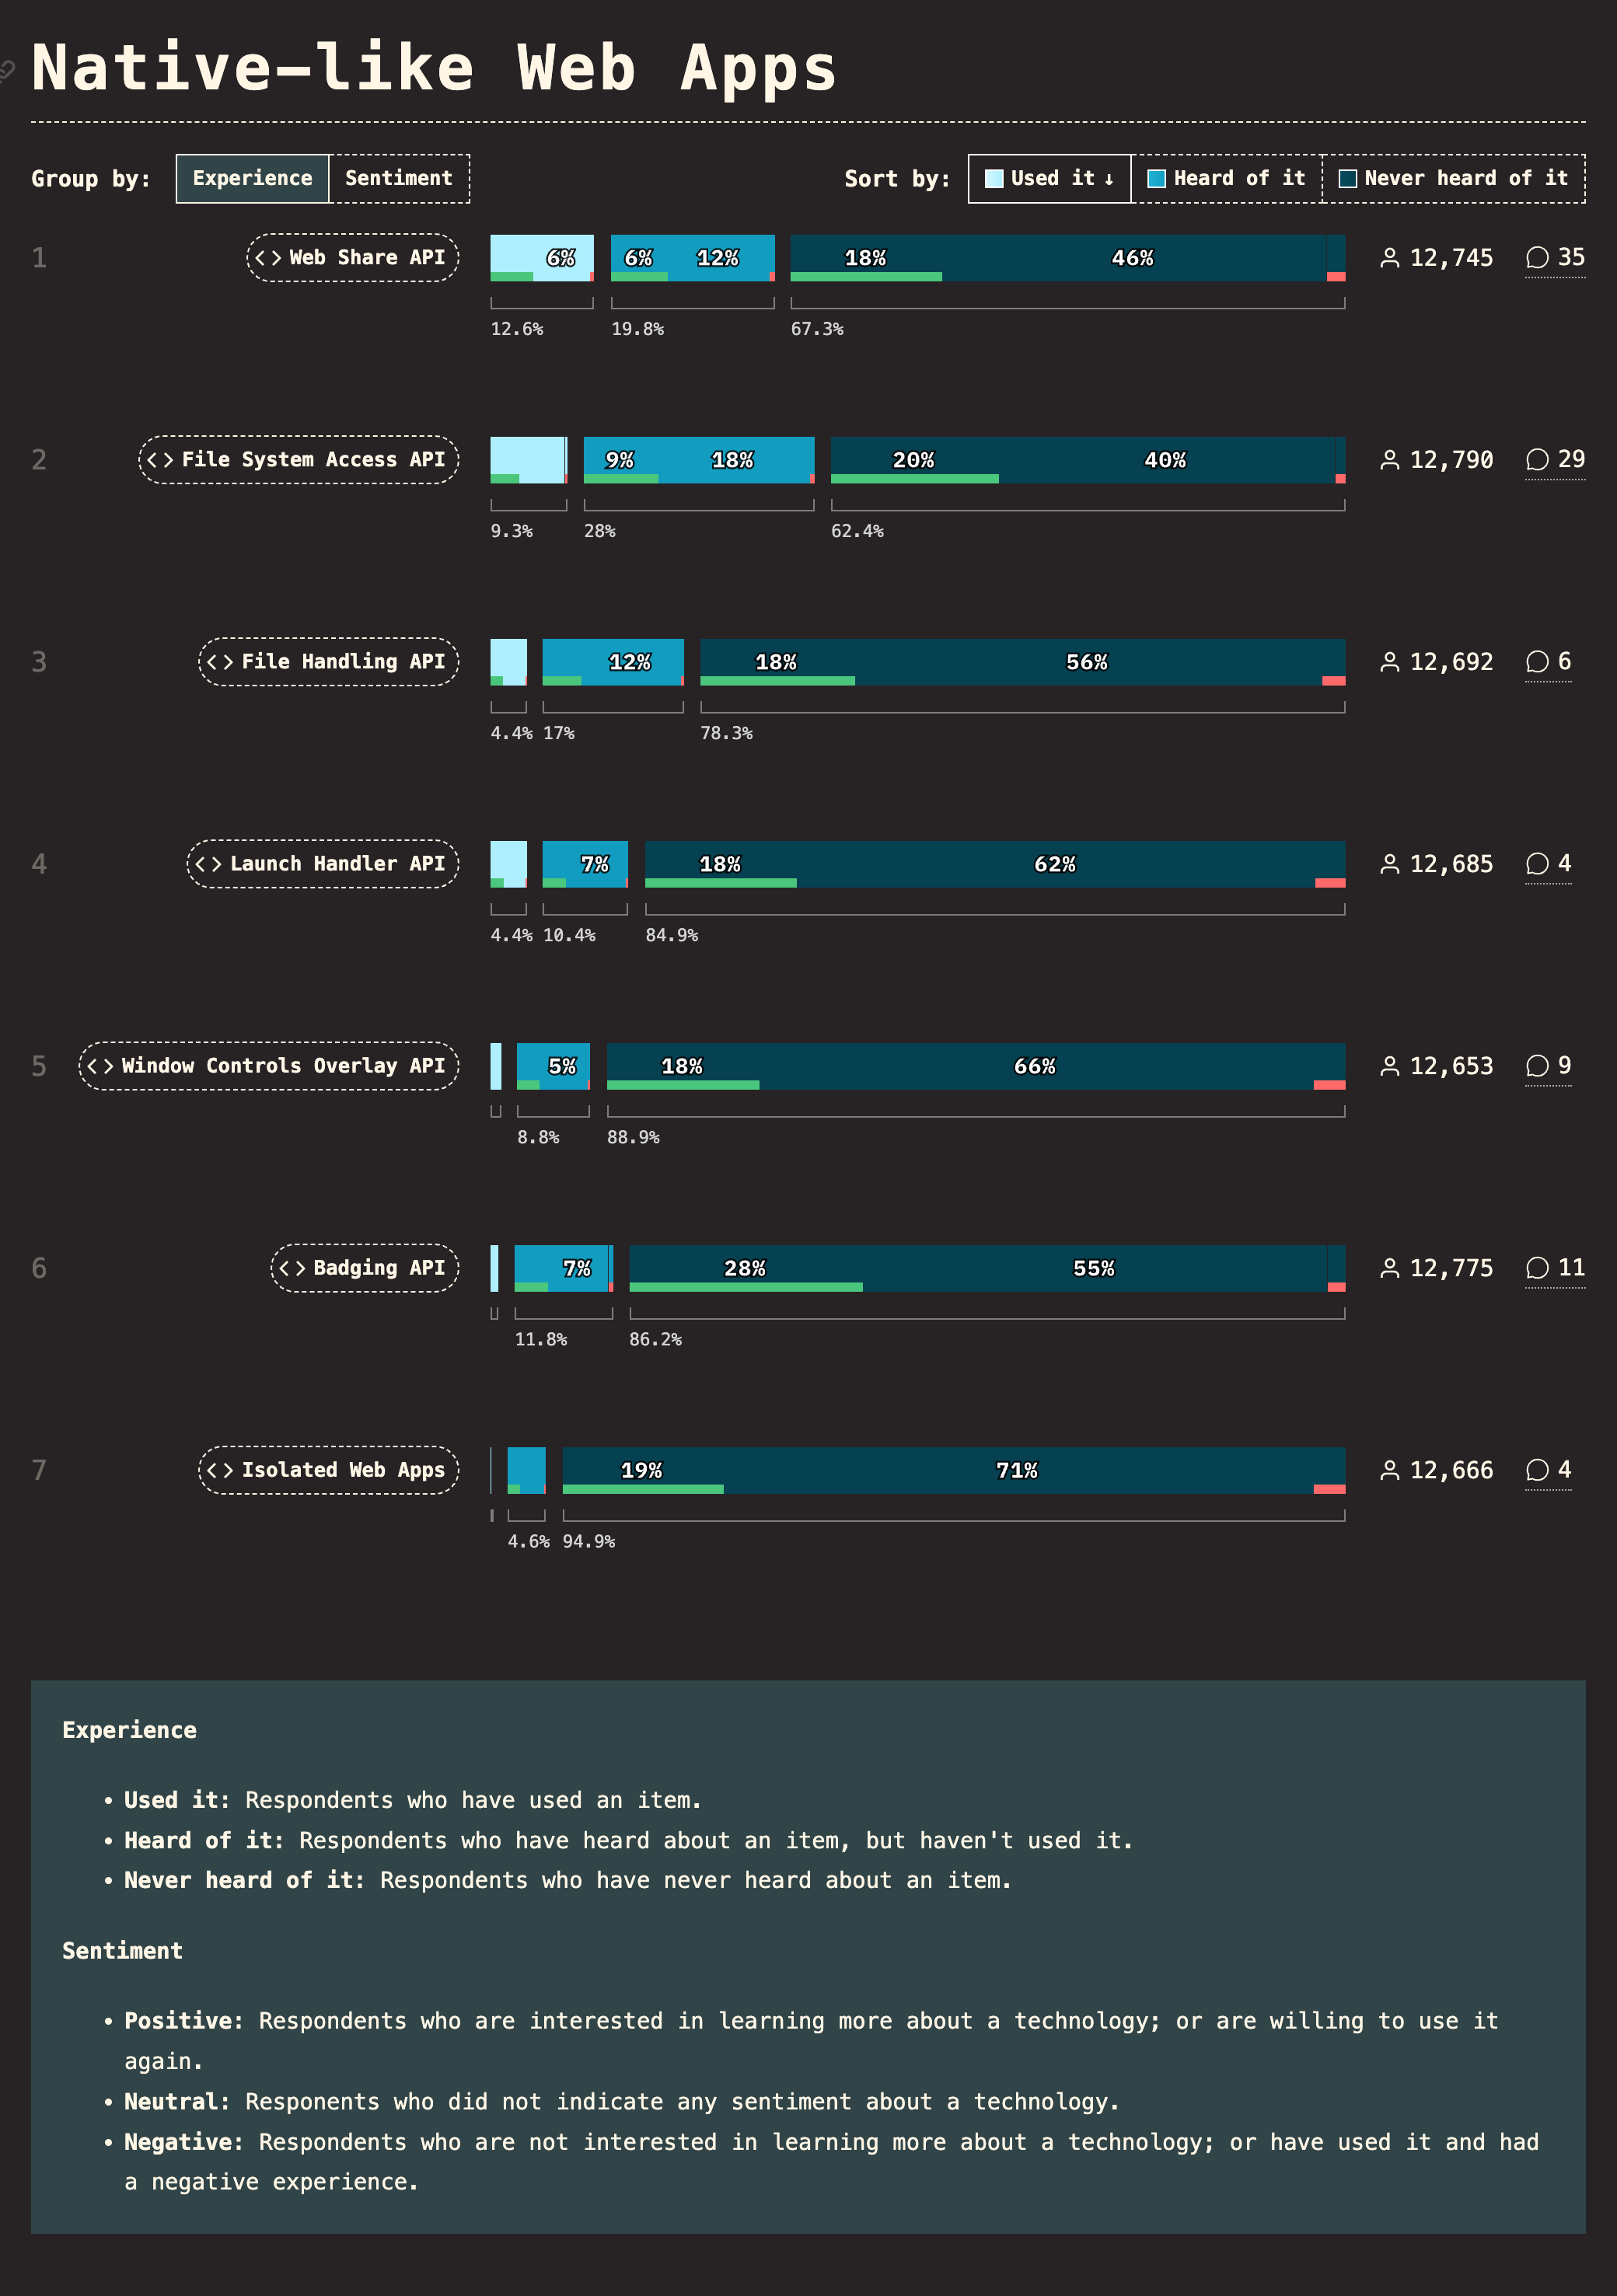 Native-like Web Apps
Group by: Experience Sentiment Sort by: Used it ↓ Heard of it Never heard of it
1 <> Web Share API 6% 6% 12% 18% 46% 12,745 35
12.6% 19.8% 67.3%
2 <> File System Access API 9% 18% 20% 40% 12,790 29
9.3% 28% 62.4%
3 <> File Handling API 12% 18% 56% 12,692 6
4.4% 17% 78.3%
4 <> Launch Handler API 7% 18% 62% 12,685 4
4.4% 10.4% 84.9%
5 <> Window Controls Overlay API 5% 18% 66% 12,653 9
8.8% 88.9%
6 <> Badging API 7% 28% 55% 12,775 11
11.8% 86.2%
7 <> Isolated Web Apps 19% 71% 12,666 4
4.6% 94.9%
Experience
• Used it: Respondents who have used an item.
• Heard of it: Respondents who have heard about an item, but haven't used it.
• Never heard of it: Respondents who have never heard about an item.
Sentiment
• Positive: Respondents who are interested in learning more about a technology; or are willing to use it
again.
• Neutral: Responents who did not indicate any sentiment about a technology.
• Negative: Respondents who are not interested in learning more about a technology; or have used it and had
a negative experience.